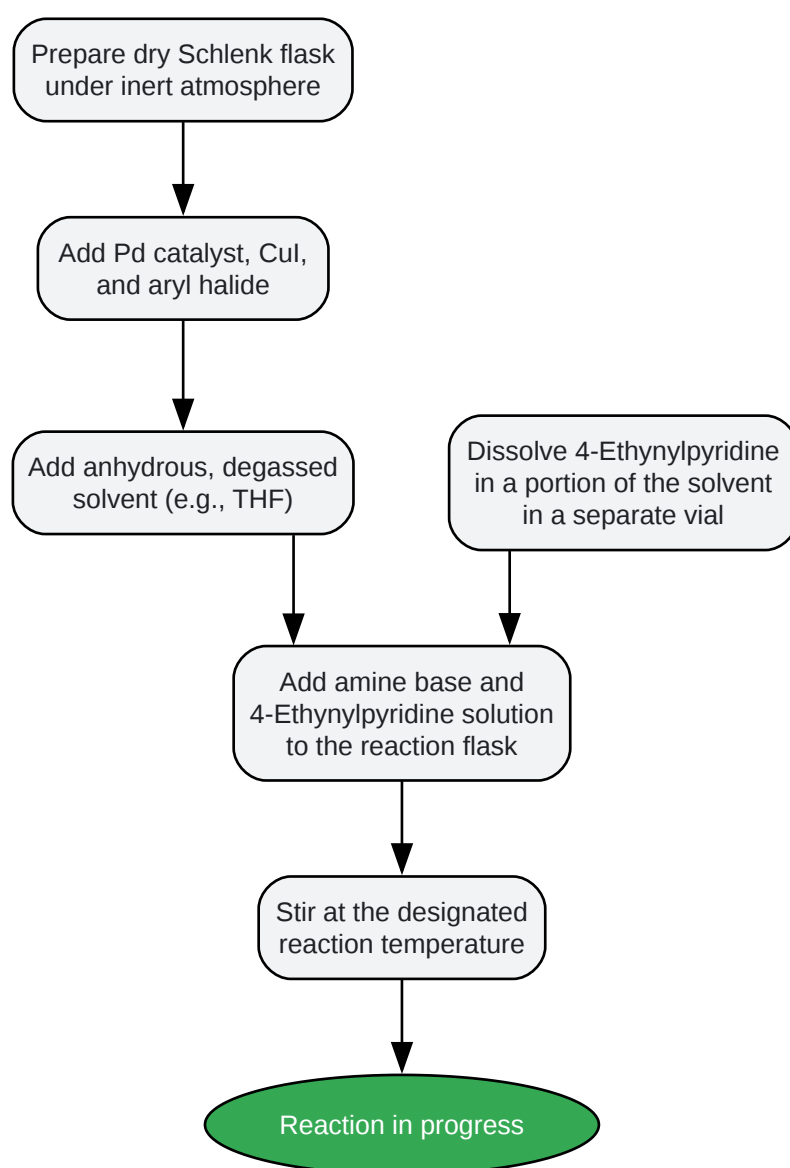 Prepare dry Schlenk flask
under inert atmosphere
Add Pd catalyst, CuI,
and aryl halide
Add anhydrous, degassed
solvent (e.g., THF)
Dissolve 4-Ethynylpyridine
in a portion of the solvent
in a separate vial
Add amine base and
4-Ethynylpyridine solution
to the reaction flask
Stir at the designated
reaction temperature
Reaction in progress